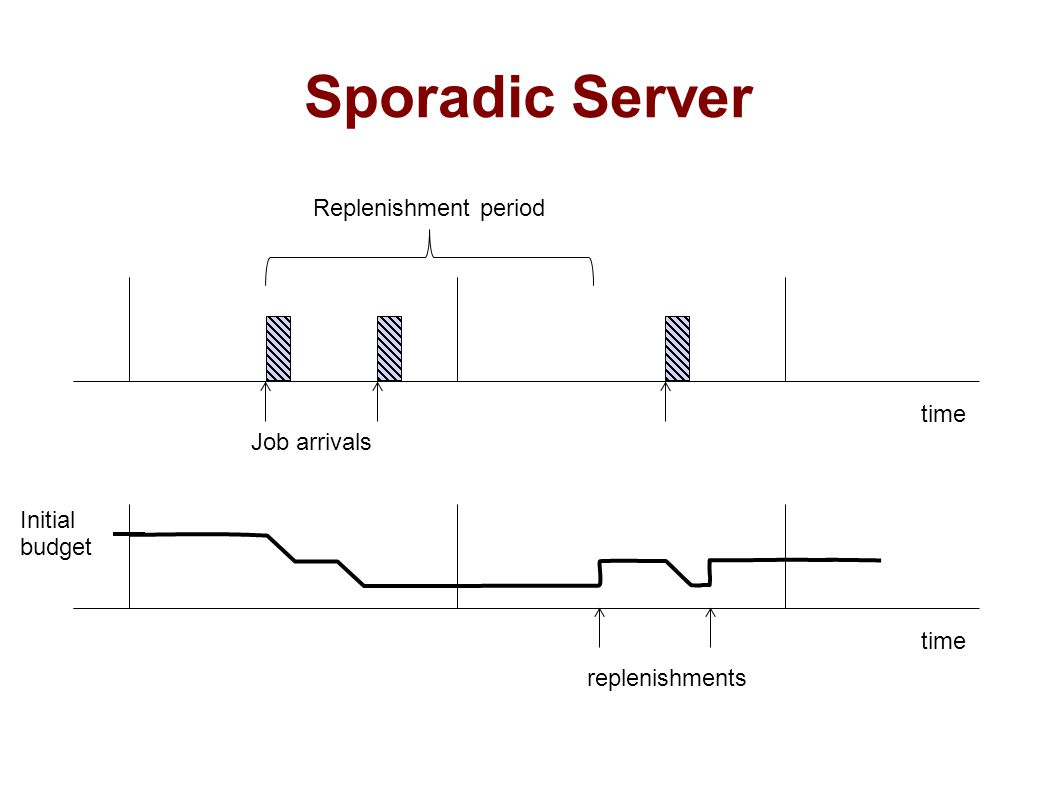 Sporadic Server
Replenishment period
time
Job arrivals
Initial
budget
time
replenishments